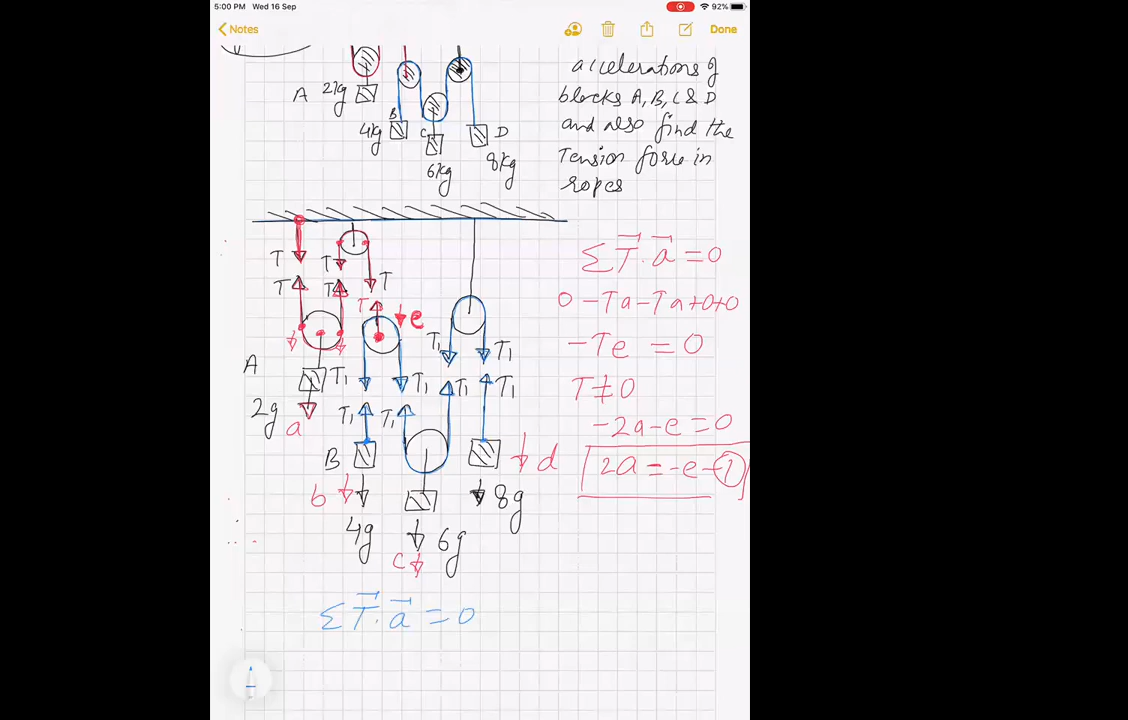 5:00 PM Wed 16 Sep
92%
Notes
Done
accelerations of
blocks A, B, C & D
and also find the
Tension force in
ropes
A 2kg
B
4kg
C
6kg
D
8kg
T
T
T
T
T
T
e
T1
T1
T1
T1
T1
T1
T1
T1
A
2g
a
B
b
4g
c
6g
8g
d
Σ T⃗ . a⃗ = 0
0 - Ta - Ta + 0 + 0
- Te = 0
T ≠ 0
- 2a - e = 0
2a = - e - ①
Σ T⃗ . a⃗ = 0